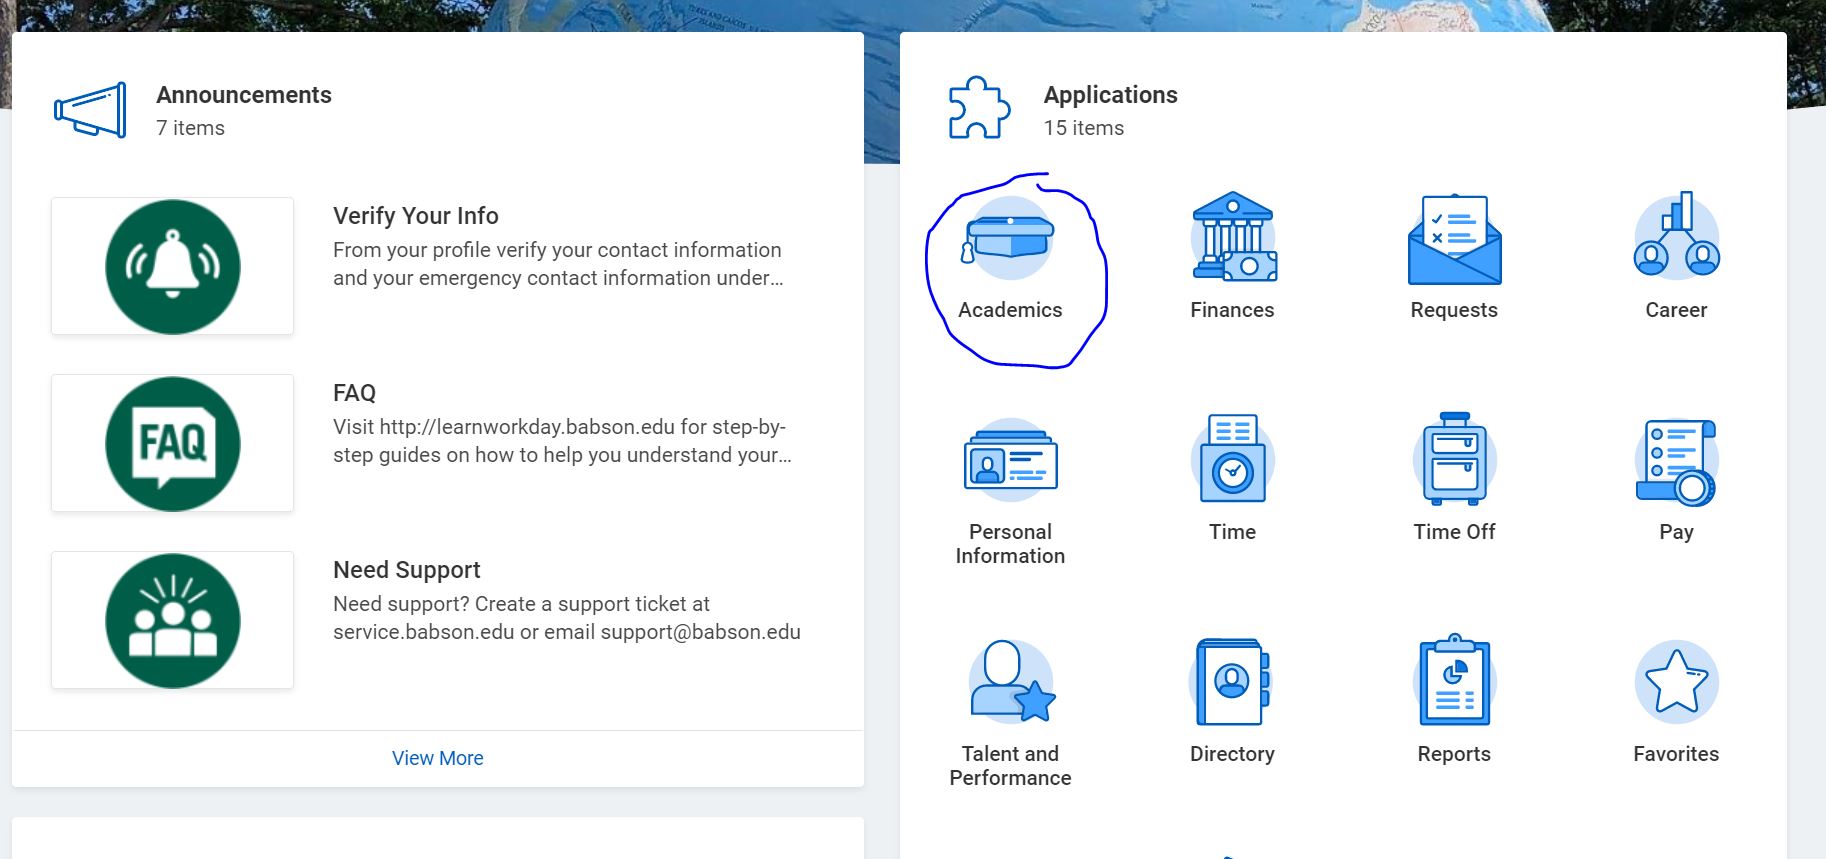 Announcements
7 items
Verify Your Info
From your profile verify your contact information
and your emergency contact information under...
FAQ
FAQ
Visit http://learnworkday.babson.edu for step-by-
step guides on how to help you understand your...
Need Support
Need support? Create a support ticket at
service.babson.edu or email support@babson.edu
View More
Applications
15 items
Academics
Finances
Requests
Career
Personal
Information
Time
Time Off
Pay
Talent and
Performance
Directory
Reports
Favorites